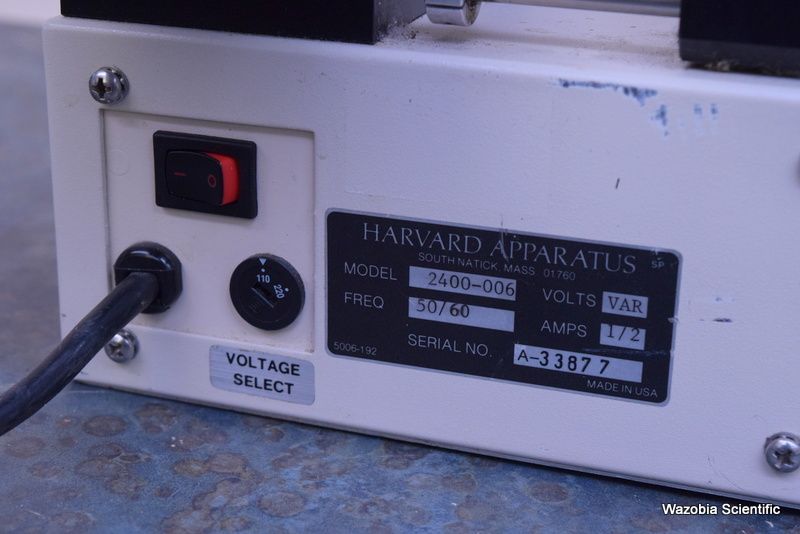 110
220
VOLTAGE
SELECT
HARVARD APPARATUS SP
SOUTH NATICK, MASS. 01760
MODEL 2400-006 VOLTS VAR
FREQ 50/60 AMPS 1/2
SERIAL NO. A-33877
5006-192
MADE IN USA
Wazobia Scientific